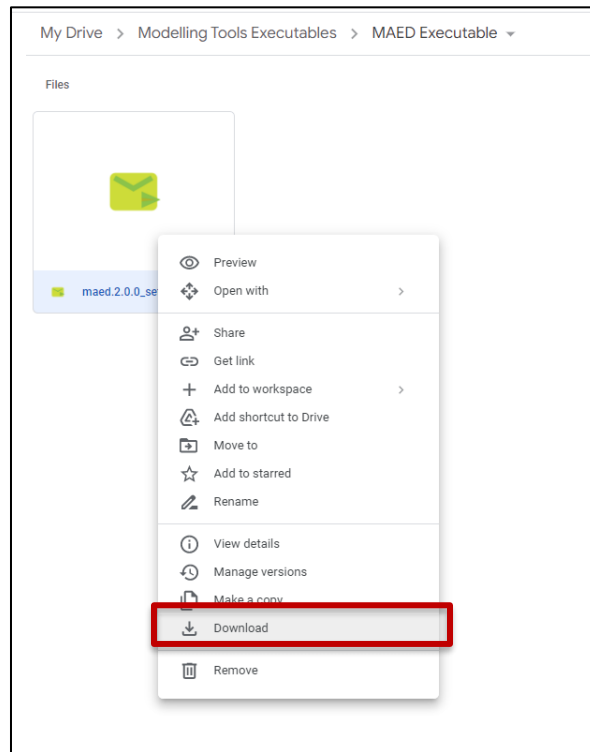 My Drive > Modelling Tools Executables > MAED Executable
Files
maed.2.0.0_se
Preview
Open with
Share
Get link
Add to workspace
Add shortcut to Drive
Move to
Add to starred
Rename
View details
Manage versions
Make a copy
Download
Remove